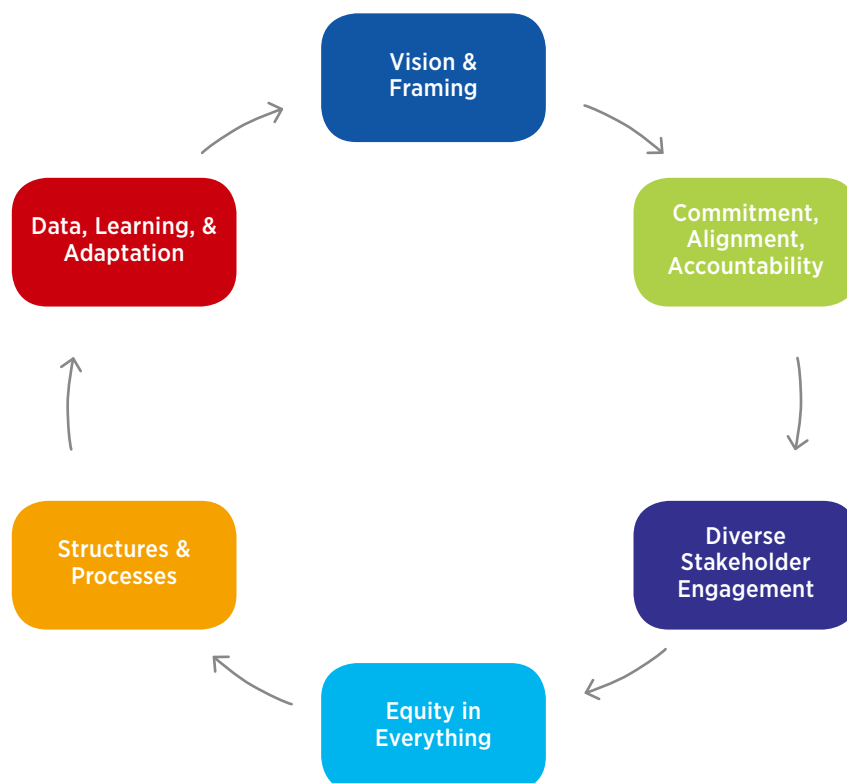 Vision &
Framing
Commitment,
Alignment,
Accountability
Diverse
Stakeholder
Engagement
Equity in
Everything
Structures &
Processes
Data, Learning, &
Adaptation